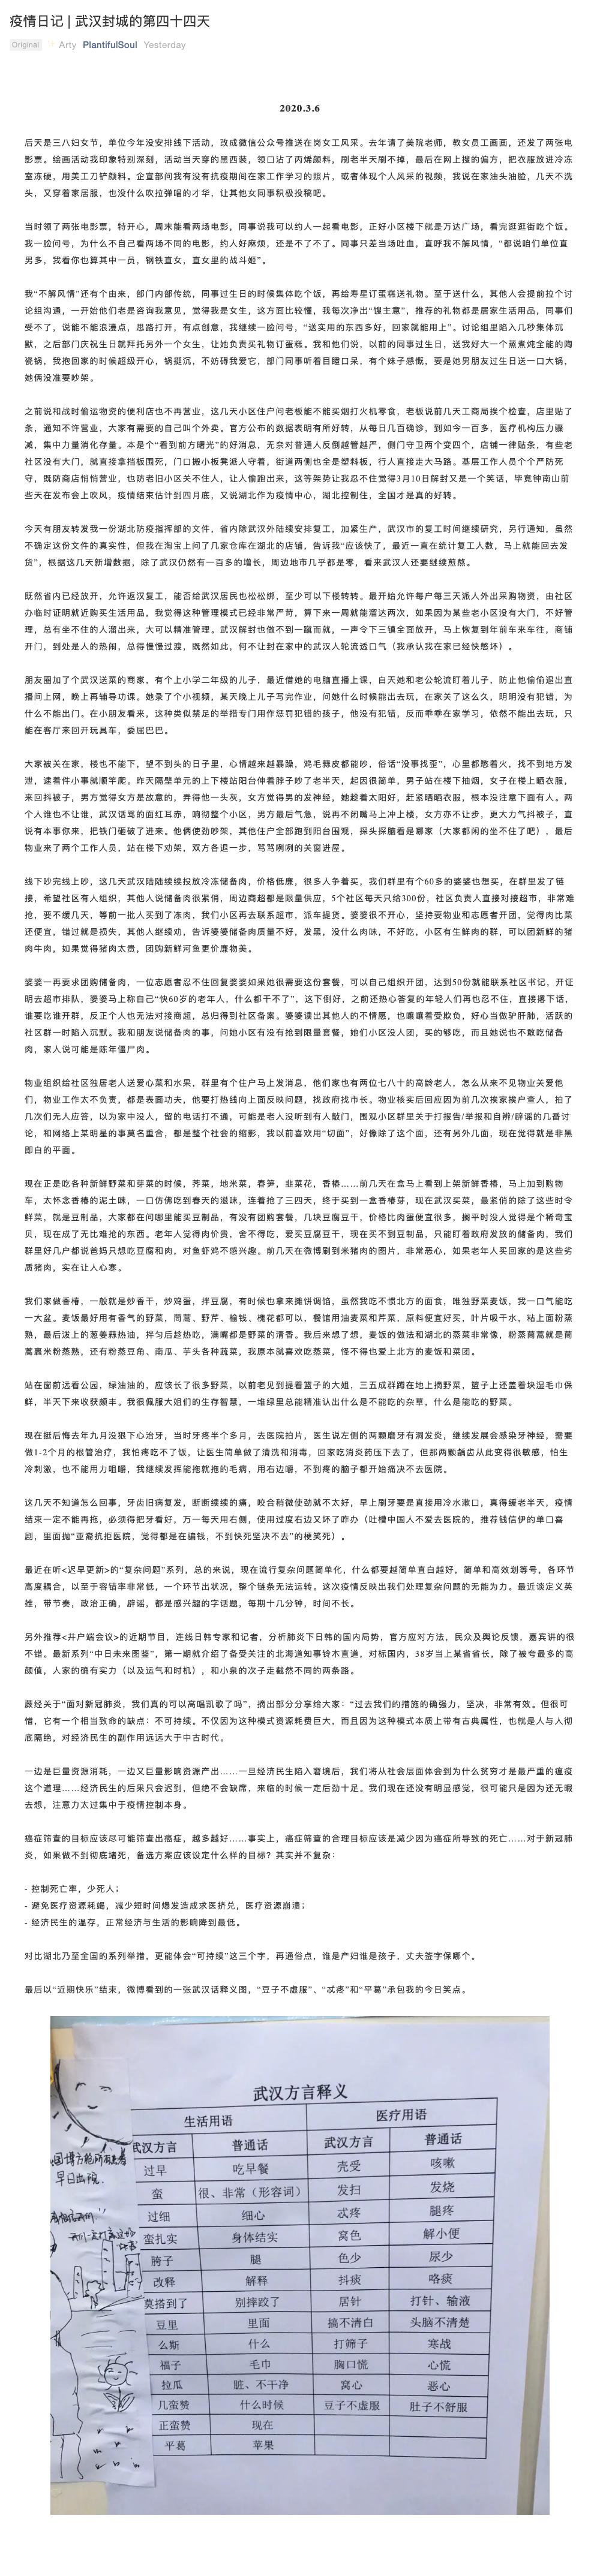 疫情日记 | 武汉封城的第四十四天
Original Arty PlantifulSoul Yesterday
2020.3.6
后天是三八妇女节，单位今年没安排线下活动，改成微信公众号推送在岗女工风采。去年请了美院老师，教女员工画画，还发了两张电
影票。绘画活动我印象特别深刻，活动当天穿的黑西装，领口沾了丙烯颜料，刷老半天刷不掉，最后在网上搜的偏方，把衣服放进冷冻
室冻硬，用美工刀铲颜料。企宣部问我有没有抗疫期间在家工作学习的照片，或者体现个人风采的视频，我说在家油头油脸，几天不洗
头，又穿着家居服，也没什么吹拉弹唱的才华，让其他女同事积极投稿吧。
当时领了两张电影票，特开心，周末能看两场电影，同事说我可以约人一起看电影，正好小区楼下就是万达广场，看完逛逛街吃个饭。
我一脸问号，为什么不自己看两场不同的电影，约人好麻烦，还是不了不了。同事只差当场吐血，直呼我不解风情，“都说咱们单位直
男多，我看你也算其中一员，钢铁直女，直女里的战斗姬”。
我“不解风情”还有个由来，部门内部传统，同事过生日的时候集体吃个饭，再给寿星订蛋糕送礼物。至于送什么，其他人会提前拉个讨
论组沟通，一开始他们老是咨询我意见，觉得我是女生，这方面比较懂，我每次净出“馊主意”，推荐的礼物都是居家生活用品，同事们
受不了，说能不能浪漫点，思路打开，有点创意，我继续一脸问号，“送实用的东西多好，回家就能用上”。讨论组里陷入几秒集体沉
默，之后部门庆祝生日就拜托另外一个女生，让她负责买礼物订蛋糕。我和他们说，以前的同事过生日，送我好大一个蒸煮炖全能的陶
瓷锅，我抱回家的时候超级开心，锅挺沉，不妨碍我爱它，部门同事听着目瞪口呆，有个妹子感慨，要是她男朋友过生日送一口大锅，
她俩没准要吵架。
之前说和战时偷运物资的便利店也不再营业，这几天小区住户问老板能不能买烟打火机零食，老板说前几天工商局挨个检查，店里贴了
条，通知不许营业，大家有需要的自己叫个外卖。官方公布的数据表明有所好转，从每日几百确诊，到如今一百多，医疗机构压力骤
减，集中力量消化存量。本是个“看到前方曙光”的好消息，无奈对普通人反倒越管越严，侧门守卫两个变四个，店铺一律贴条，有些老
社区没有大门，就直接拿挡板围死，门口搬小板凳派人守着，街道两侧也全是塑料板，行人直接走大马路。基层工作人员个个严防死
守，既防商店悄悄营业，也防老旧小区关不住人，让人偷跑出来，这等架势让我忍不住觉得3月10日解封又是一个笑话，毕竟钟南山前
些天在发布会上吹风，疫情结束估计到四月底，又说湖北作为疫情中心，湖北控制住，全国才是真的好转。
今天有朋友转发我一份湖北防疫指挥部的文件，省内除武汉外陆续安排复工，加紧生产，武汉市的复工时间继续研究，另行通知，虽然
不确定这份文件的真实性，但我在淘宝上问了几家仓库在湖北的店铺，告诉我“应该快了，最近一直在统计复工人数，马上就能回去发
货”，根据这几天新增数据，除了武汉仍然有一百多的增长，周边地市几乎都是零，看来武汉人还要继续煎熬。
既然省内已经放开，允许返汉复工，能否给武汉居民也松松绑，至少可以下楼转转。最开始允许每户每三天派人外出采购物资，由社区
办临时证明就近购买生活用品，我觉得这种管理模式已经非常严苛，算下来一周就能溜达两次，如果因为某些老小区没有大门，不好管
理，总有坐不住的人溜出来，大可以精准管理。武汉解封也做不到一蹴而就，一声令下三镇全面放开，马上恢复到年前车来车往，商铺
开门，到处是人的热闹，总得慢慢过渡，既然如此，何不让封在家中的武汉人轮流透口气（我承认我在家已经快憋坏）。
朋友圈加了个武汉送菜的商家，有个上小学二年级的儿子，最近借她的电脑直播上课，白天她和老公轮流盯着儿子，防止他偷偷退出直
播间上网，晚上再辅导功课。她录了个小视频，某天晚上儿子写完作业，问她什么时候能出去玩，在家关了这么久，明明没有犯错，为
什么不能出门。在小朋友看来，这种类似禁足的举措专门用作惩罚犯错的孩子，他没有犯错，反而乖乖在家学习，依然不能出去玩，只
能在客厅来回开玩具车，委屈巴巴。
大家被关在家，楼也不能下，望不到头的日子里，心情越来越暴躁，鸡毛蒜皮都能吵，俗话“没事找歪”，心里都憋着火，找不到地方发
泄，逮着件小事就顺竿爬。昨天隔壁单元的上下楼站阳台伸着脖子吵了老半天，起因很简单，男子站在楼下抽烟，女子在楼上晒衣服，
来回抖被子，男方觉得女方是故意的，弄得他一头灰，女方觉得男的发神经，她趁着太阳好，赶紧晒晒衣服，根本没注意下面有人。两
个人谁也不让谁，武汉话骂的面红耳赤，响彻整个小区，男方最后气急，说再不闭嘴马上冲上楼，女方亦不让步，更大力气抖被子，直
说有本事你来，把铁门砸破了进来。他俩使劲吵架，其他住户全部跑到阳台围观，探头探脑看是哪家（大家都闲的坐不住了吧），最后
物业来了两个工作人员，站在楼下劝架，双方各退一步，骂骂咧咧的关窗进屋。
线下吵完线上吵，这几天武汉陆陆续续投放冷冻储备肉，价格低廉，很多人争着买，我们群里有个60多的婆婆也想买，在群里发了链
接，希望社区有人组织，其他人说储备肉很紧俏，周边商超都是限量供应，5个社区每天只给300份，社区负责人直接对接超市，非常难
抢，要不缓几天，等前一批人买到了冻肉，我们小区再去联系超市，派车提货。婆婆很不开心，坚持要物业和志愿者开团，觉得肉比菜
还便宜，错过就是损失，其他人继续劝，告诉婆婆储备肉质量不好，发黑，没什么肉味，不好吃，小区有生鲜肉的群，可以团新鲜的猪
肉牛肉，如果觉得猪肉太贵，团购新鲜河鱼更价廉物美。
婆婆一再要求团购储备肉，一位志愿者忍不住回复婆婆如果她很需要这份套餐，可以自己组织开团，达到50份就能联系社区书记，开证
明去超市排队，婆婆马上称自己“快60岁的老年人，什么都干不了”，这下倒好，之前还热心答复的年轻人们再也忍不住，直接撂下话，
谁要吃谁开群，反正个人也无法对接商超，总归得到社区备案。婆婆读出其他人的不情愿，也嚷嚷着受欺负，好心当做驴肝肺，活跃的
社区群一时陷入沉默。我和朋友说储备肉的事，问她小区有没有抢到限量套餐，她们小区没人团，买的够吃，而且她说也不敢吃储备
肉，家人说可能是陈年僵尸肉。
物业组织给社区独居老人送爱心菜和水果，群里有个住户马上发消息，他们家也有两位七八十的高龄老人，怎么从来不见物业关爱他
们，物业工作太不负责，都是表面功夫，他要打热线向上面反映问题，找政府找市长。物业核实后回应因为前几次挨家挨户查人，拍了
几次们无人应答，以为家中没人，留的电话打不通，可能是老人没听到有人敲门，围观小区群里关于打报告/举报和自辨/辟谣的几番讨
论，和网络上某明星的事莫名重合，都是整个社会的缩影，我以前喜欢用“切面”，好像除了这个面，还有另外几面，现在觉得就是非黑
即白的平面。
现在正是吃各种新鲜野菜和芽菜的时候，荠菜，地米菜，春笋，韭菜花，香椿……前几天在盒马上看到上架新鲜香椿，马上加到购物
车，太怀念香椿的泥土味，一口仿佛吃到春天的滋味，连着抢了三四天，终于买到一盒香椿芽，现在武汉买菜，最紧俏的除了这些时令
鲜菜，就是豆制品，大家都在问哪里能买豆制品，有没有团购套餐，几块豆腐豆干，价格比肉蛋便宜很多，搁平时没人觉得是个稀奇宝
贝，现在成了无比难抢的东西。老年人觉得肉价贵，舍不得吃，爱买豆腐豆干，现在买不到豆制品，只能盯着政府发放的储备肉，我们
群里好几户都说爸妈只想吃豆腐和肉，对鱼虾鸡不感兴趣。前几天在微博刷到米猪肉的图片，非常恶心，如果老年人买回家的是这些劣
质猪肉，实在让人心寒。
我们家做香椿，一般就是炒香干，炒鸡蛋，拌豆腐，有时候也拿来摊饼调馅，虽然我吃不惯北方的面食，唯独野菜麦饭，我一口气能吃
一大盆。麦饭最好用有香气的野菜，茼蒿、野芹、榆钱、槐花都可以，餐馆用油麦菜和芹菜，原料便宜好买，叶片吸干水，粘上面粉蒸
熟，最后泼上的葱姜蒜热油，拌匀后趁热吃，满嘴都是野菜的清香。我后来想了想，麦饭的做法和湖北的蒸菜非常像，粉蒸茼蒿就是茼
蒿裹米粉蒸熟，还有粉蒸豆角、南瓜、芋头各种蔬菜，我原本就喜欢吃蒸菜，怪不得也爱上北方的麦饭和菜团。
站在窗前远看公园，绿油油的，应该长了很多野菜，以前老见到提着篮子的大姐，三五成群蹲在地上摘野菜，篮子上还盖着块湿毛巾保
鲜，半天下来收获颇丰。我很佩服大姐们的生存智慧，一堆绿里总能精准认出什么是不能吃的杂草，什么是能吃的野菜。
现在挺后悔去年九月没狠下心治牙，当时牙疼半个多月，去医院拍片，医生说左侧的两颗磨牙有洞发炎，继续发展会感染牙神经，需要
做1-2个月的根管治疗，我怕疼吃不了饭，让医生简单做了清洗和消毒，回家吃消炎药压下去了，但那两颗龋齿从此变得很敏感，怕生
冷刺激，也不能用力咀嚼，我继续发挥能拖就拖的毛病，用右边嚼，不到疼的脑子都开始痛决不去医院。
这几天不知道怎么回事，牙齿旧病复发，断断续续的痛，咬合稍微使劲就不太好，早上刷牙要是直接用冷水漱口，真得缓老半天，疫情
结束一定不能再拖，必须得把牙看好，万一每天用右侧，使用过度右边又坏了咋办（吐槽中国人不爱去医院的，推荐钱信伊的单口喜
剧，里面抛“亚裔抗拒医院，觉得都是在骗钱，不到快死坚决不去”的梗笑死）。
最近在听<迟早更新>的“复杂问题”系列，总的来说，现在流行复杂问题简单化，什么都要越简单直白越好，简单和高效划等号，各环节
高度耦合，以至于容错率非常低，一个环节出状况，整个链条无法运转。这次疫情反映出我们处理复杂问题的无能为力。最近谈定义英
雄，带节奏，政治正确，辟谣，都是感兴趣的字话题，每期十几分钟，时间不长。
另外推荐<井户端会议>的近期节目，连线日韩专家和记者，分析肺炎下日韩的国内局势，官方应对方法，民众及舆论反馈，嘉宾讲的很
不错。最新系列“中日未来图鉴”，第一期就介绍了备受关注的北海道知事铃木直道，对标国内，38岁当上某省省长，除了被夸最多的高
颜值，人家的确有实力（以及运气和时机），和小泉的次子走截然不同的两条路。
蕨经关于“面对新冠肺炎，我们真的可以高唱凯歌了吗”，摘出部分分享给大家：“过去我们的措施的确强力，坚决，非常有效。但很可
惜，它有一个相当致命的缺点：不可持续。不仅因为这种模式资源耗费巨大，而且因为这种模式本质上带有古典属性，也就是人与人彻
底隔绝，对经济民生的副作用远远大于中古时代。
一边是巨量资源消耗，一边又巨量影响资源产出……一旦经济民生陷入窘境后，我们将从社会层面体会到为什么贫穷才是最严重的瘟疫
这个道理……经济民生的后果只会迟到，但绝不会缺席，来临的时候一定后劲十足。我们现在还没有明显感觉，很可能只是因为还无暇
去想，注意力太过集中于疫情控制本身。
癌症筛查的目标应该尽可能筛查出癌症，越多越好……事实上，癌症筛查的合理目标应该是减少因为癌症所导致的死亡……对于新冠肺
炎，如果做不到彻底堵死，备选方案应该设定什么样的目标？其实并不复杂：
- 控制死亡率，少死人；
- 避免医疗资源耗竭，减少短时间爆发造成求医挤兑，医疗资源崩溃；
- 经济民生的温存，正常经济与生活的影响降到最低。
对比湖北乃至全国的系列举措，更能体会“可持续”这三个字，再通俗点，谁是产妇谁是孩子，丈夫签字保哪个。
最后以“近期快乐”结束，微博看到的一张武汉话释义图，“豆子不虚服”、“忒疼”和“平葛”承包我的今日笑点。
武汉方言释义
生活用语 医疗用语
武汉方言 普通话 武汉方言 普通话
过早 吃早餐 壳受 咳嗽
蛮 很、非常（形容词） 发扫 发烧
过细 细心 忒疼 腿疼
蛮扎实 身体结实 窝色 解小便
胯子 腿 色少 尿少
改释 解释 抖痰 咯痰
莫搭到了 别摔跤了 居针 打针、输液
豆里 里面 搞不清白 头脑不清楚
么斯 什么 打筛子 寒战
福子 毛巾 胸口慌 心慌
拉瓜 脏、不干净 窝心 恶心
几蛮赞 什么时候 豆子不虚服 肚子不舒服
正蛮赞 现在
平葛 苹果
早日出院.